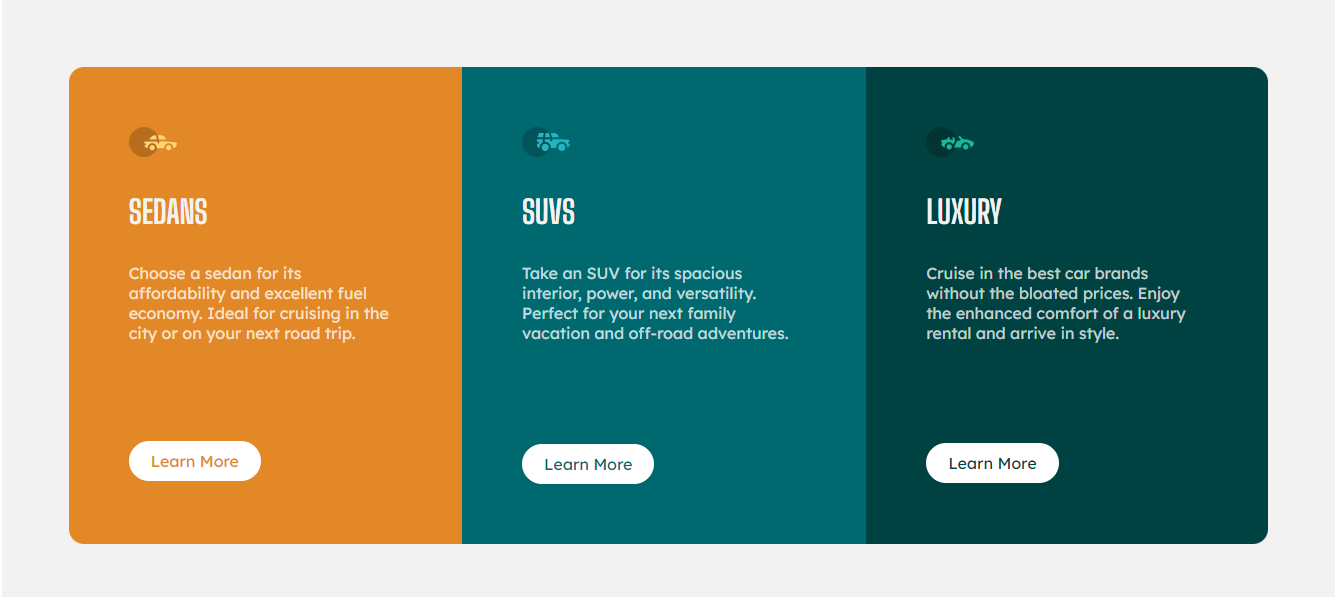 SEDANS
Choose a sedan for its
affordability and excellent fuel
economy. Ideal for cruising in the
city or on your next road trip.
Learn More
SUVS
Take an SUV for its spacious
interior, power, and versatility.
Perfect for your next family
vacation and off-road adventures.
Learn More
LUXURY
Cruise in the best car brands
without the bloated prices. Enjoy
the enhanced comfort of a luxury
rental and arrive in style.
Learn More